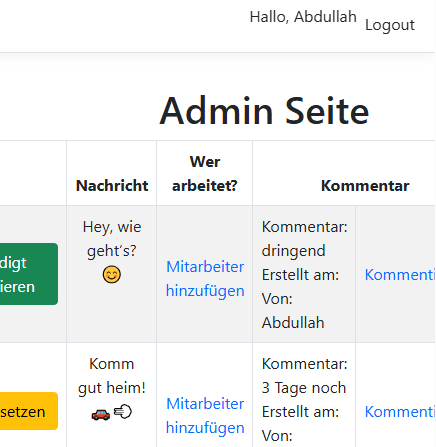 Hallo, Abdullah
Logout
Admin Seite
Nachricht
Wer
arbeitet?
Kommentar
digt
ieren
Hey, wie
geht's?
😊
Mitarbeiter
hinzufügen
Kommentar:
dringend
Erstellt am:
Von:
Abdullah
Kommenti
setzen
Komm
gut heim!
🚗💨
Mitarbeiter
hinzufügen
Kommentar:
3 Tage noch
Erstellt am:
Von:
Kommenti